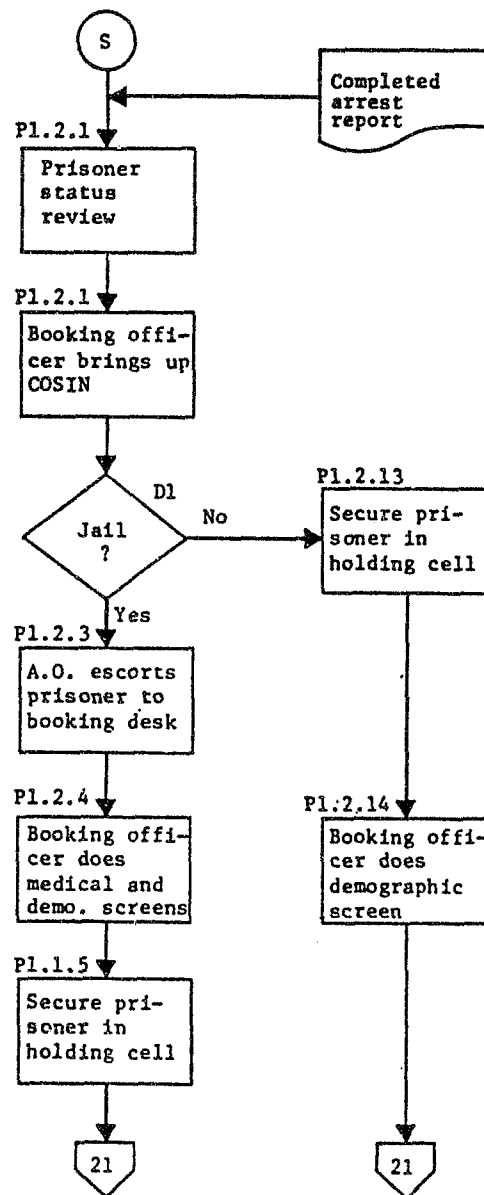 S
Completed
arrest
report
P1.2.1
Prisoner
status
review
P1.2.1
Booking offi-
cer brings up
COSIN
D1
Jail
?
No
Yes
P1.2.13
Secure pri-
soner in
holding cell
P1.2.3
A.O. escorts
prisoner to
booking desk
P1.2.4
Booking offi-
cer does
medical and
demo. screens
P1.2.14
Booking offi-
cer does
demographic
screen
P1.1.5
Secure pri-
soner in
holding cell
21
21